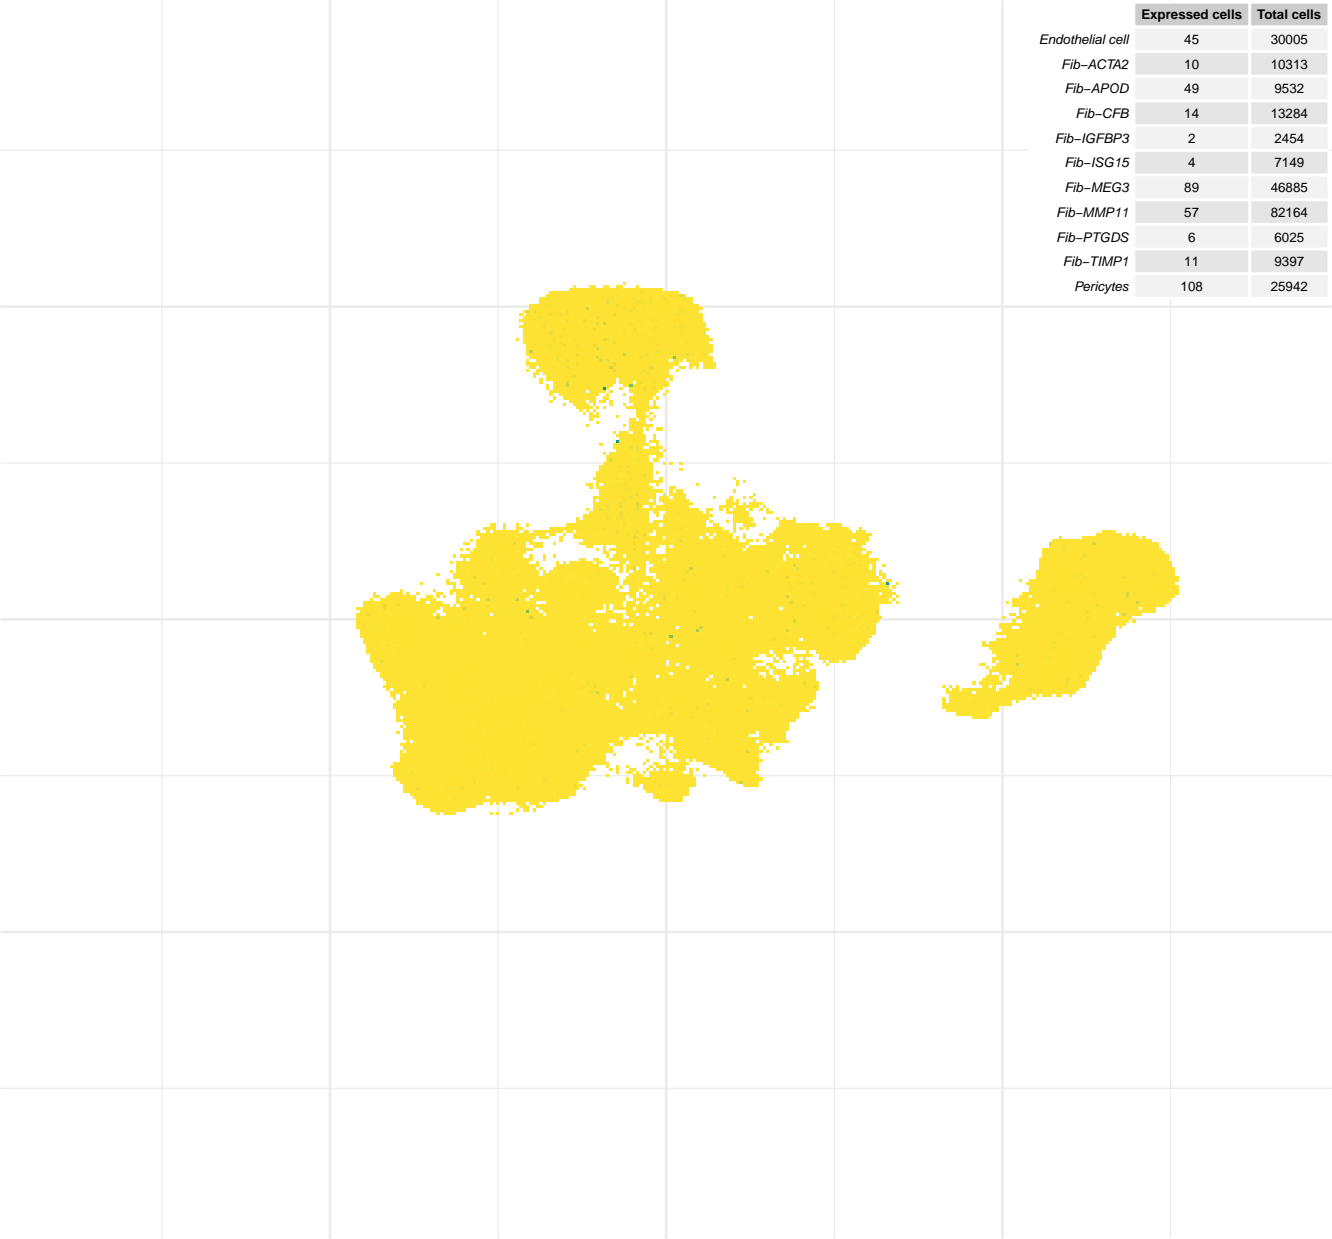 Expressed cells Total cells
Endothelial cell 45 30005
Fib−ACTA2 10 10313
Fib−APOD 49 9532
Fib−CFB 14 13284
Fib−IGFBP3 2 2454
Fib−ISG15 4 7149
Fib−MEG3 89 46885
Fib−MMP11 57 82164
Fib−PTGDS 6 6025
Fib−TIMP1 11 9397
Pericytes 108 25942